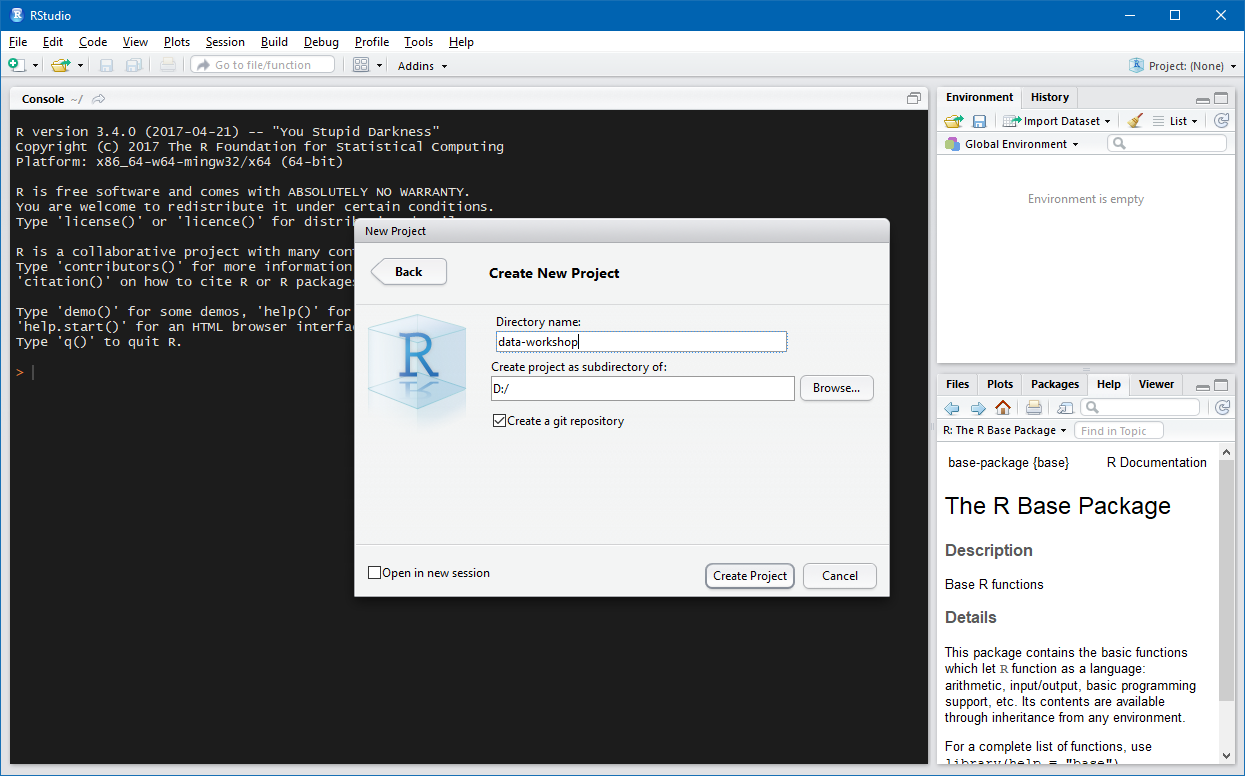 RStudio
File Edit Code View Plots Session Build Debug Profile Tools Help
Go to file/function Addins Project: (None)
Console ~/
R version 3.4.0 (2017-04-21) -- "You Stupid Darkness"
Copyright (C) 2017 The R Foundation for Statistical Computing
Platform: x86_64-w64-mingw32/x64 (64-bit)
R is free software and comes with ABSOLUTELY NO WARRANTY.
You are welcome to redistribute it under certain conditions.
Type 'license()' or 'licence()' for
R is a collaborative project with many
Type 'contributors()' for more information
'citation()' on how to cite R or R packages
Type 'demo()' for some demos, 'help()' for
'help.start()' for an HTML browser
Type 'q()' to quit R.
>
New Project
Back
Create New Project
R
Directory name:
data-workshop
Create project as subdirectory of:
D:/
Browse...
Create a git repository
Open in new session
Create Project
Cancel
Environment History
Import Dataset List
Global Environment
Environment is empty
Files Plots Packages Help Viewer
R: The R Base Package Find in Topic
base-package {base} R Documentation
The R Base Package
Description
Base R functions
Details
This package contains the basic functions
which let R function as a language:
arithmetic, input/output, basic programming
support, etc. Its contents are available
through inheritance from any environment.
For a complete list of functions, use
library(help = "base")